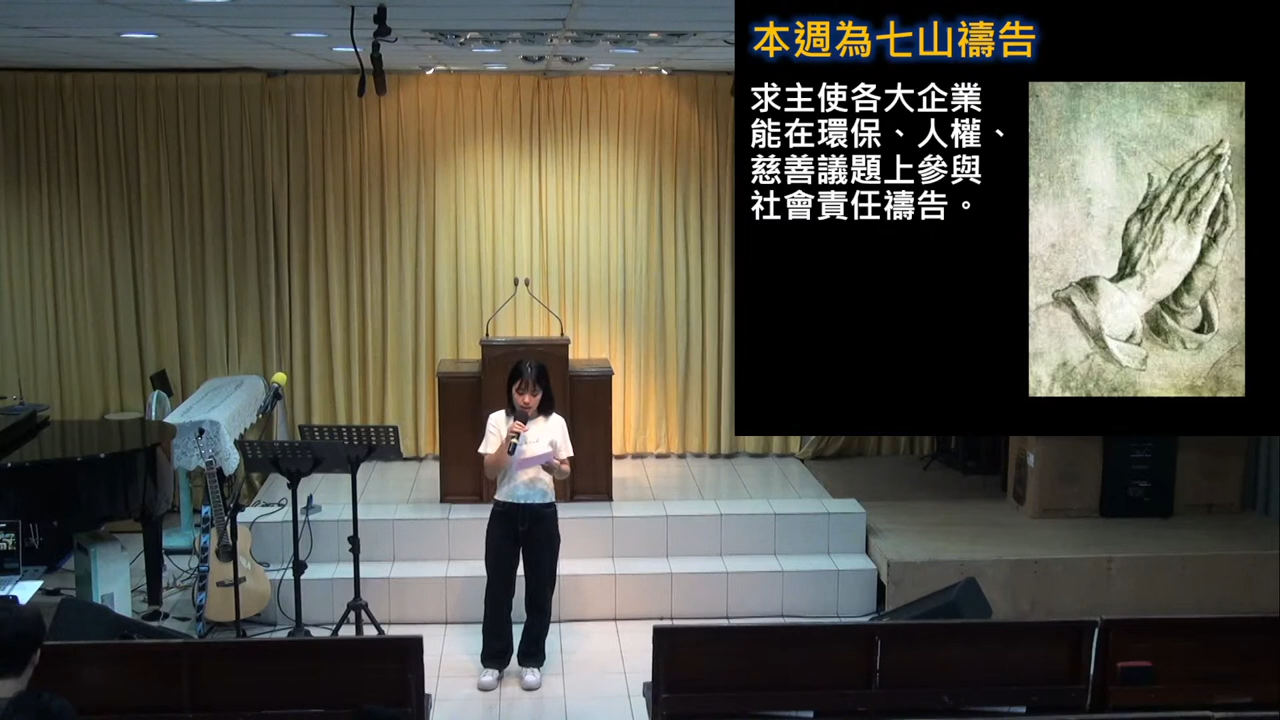 本週為七山禱告
求主使各大企業
能在環保、人權、
慈善議題上參與
社會責任禱告。